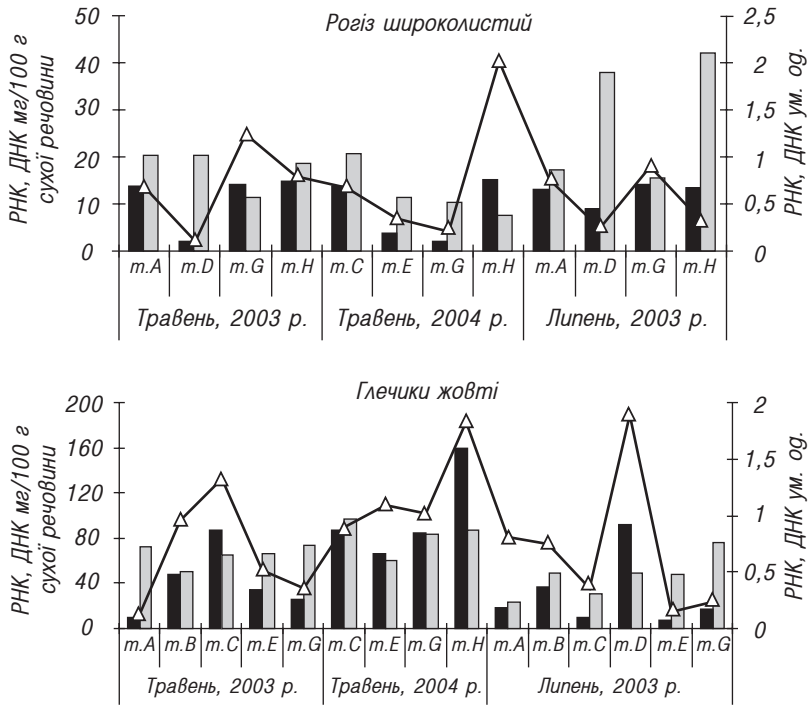 Рогіз широколистий
РНК, ДНК мг/100 г
сухої речовини
50
40
30
20
10
0
2,5
2
1,5
1
0,5
0
РНК, ДНК ум. од.
т.A т.D т.G т.H т.C т.E т.G т.H т.A т.D т.G т.H
Травень, 2003 р. Травень, 2004 р. Липень, 2003 р.
Глечики жовті
РНК, ДНК мг/100 г
сухої речовини
200
160
120
80
40
0
2
1,5
1
0,5
0
РНК, ДНК ум. од.
т.A т.B т.C т.E т.G т.C т.E т.G т.H т.A т.B т.C т.D т.E т.G
Травень, 2003 р. Травень, 2004 р. Липень, 2003 р.